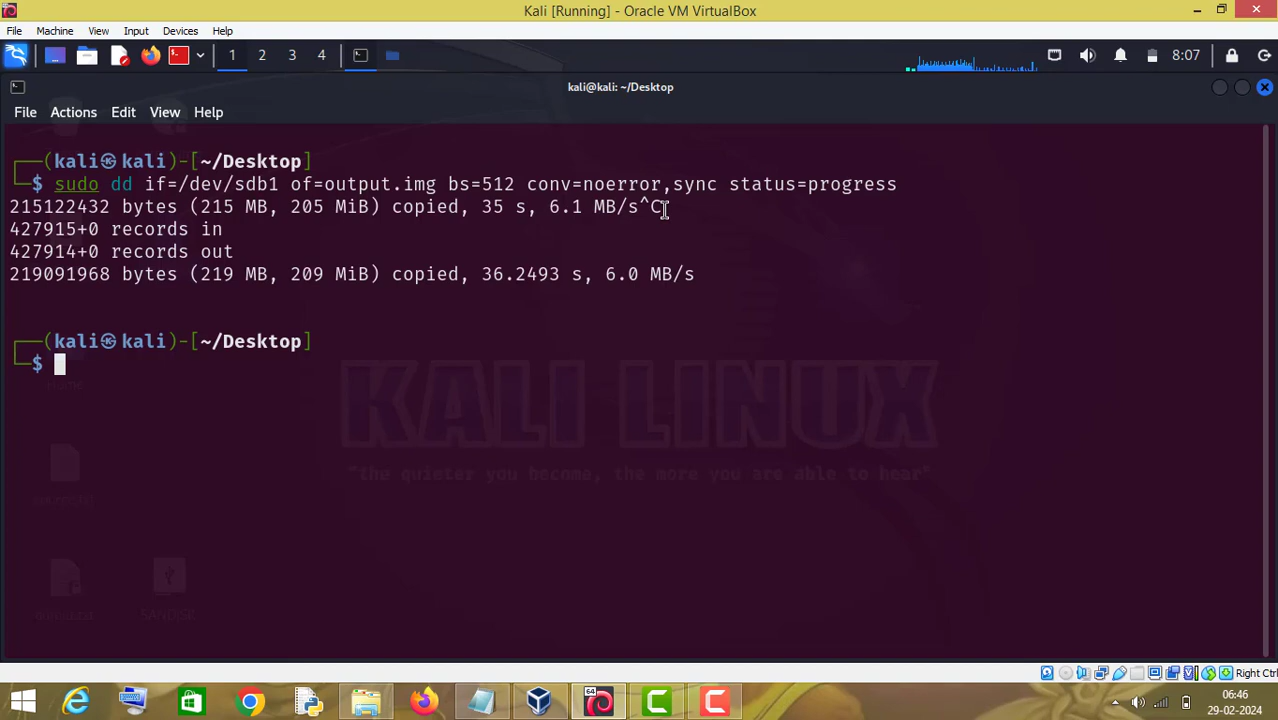 Kali [Running] - Oracle VM VirtualBox
File Machine View Input Devices Help
1 2 3 4 8:07
kali@kali: ~/Desktop
File Actions Edit View Help
┌──(kali㉿kali)-[~/Desktop]
└─$ sudo dd if=/dev/sdb1 of=output.img bs=512 conv=noerror,sync status=progress
215122432 bytes (215 MB, 205 MiB) copied, 35 s, 6.1 MB/s^C
427915+0 records in
427914+0 records out
219091968 bytes (219 MB, 209 MiB) copied, 36.2493 s, 6.0 MB/s
┌──(kali㉿kali)-[~/Desktop]
└─$
Home
KALI LINUX
"the quieter you become, the more you are able to hear"
SANDISK
Right Ctrl
64
06:46
29-02-2024